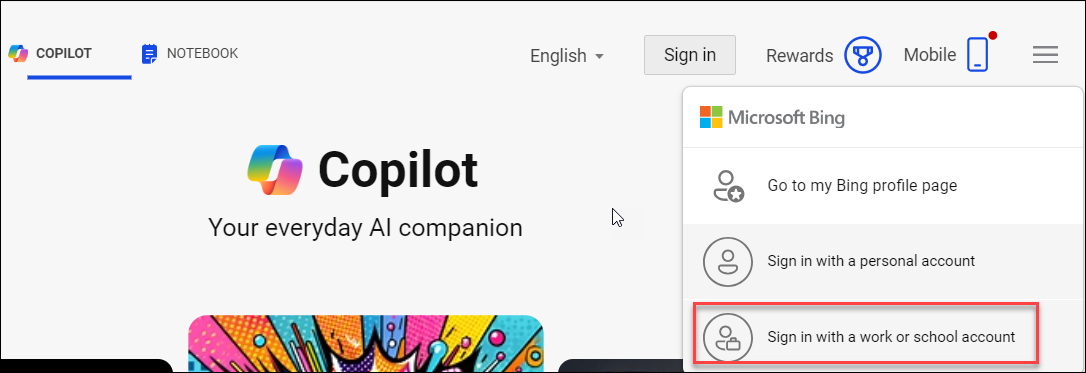 COPILOT NOTEBOOK English Sign in Rewards Mobile
Microsoft Bing
Copilot
Go to my Bing profile page
Your everyday AI companion
Sign in with a personal account
Sign in with a work or school account